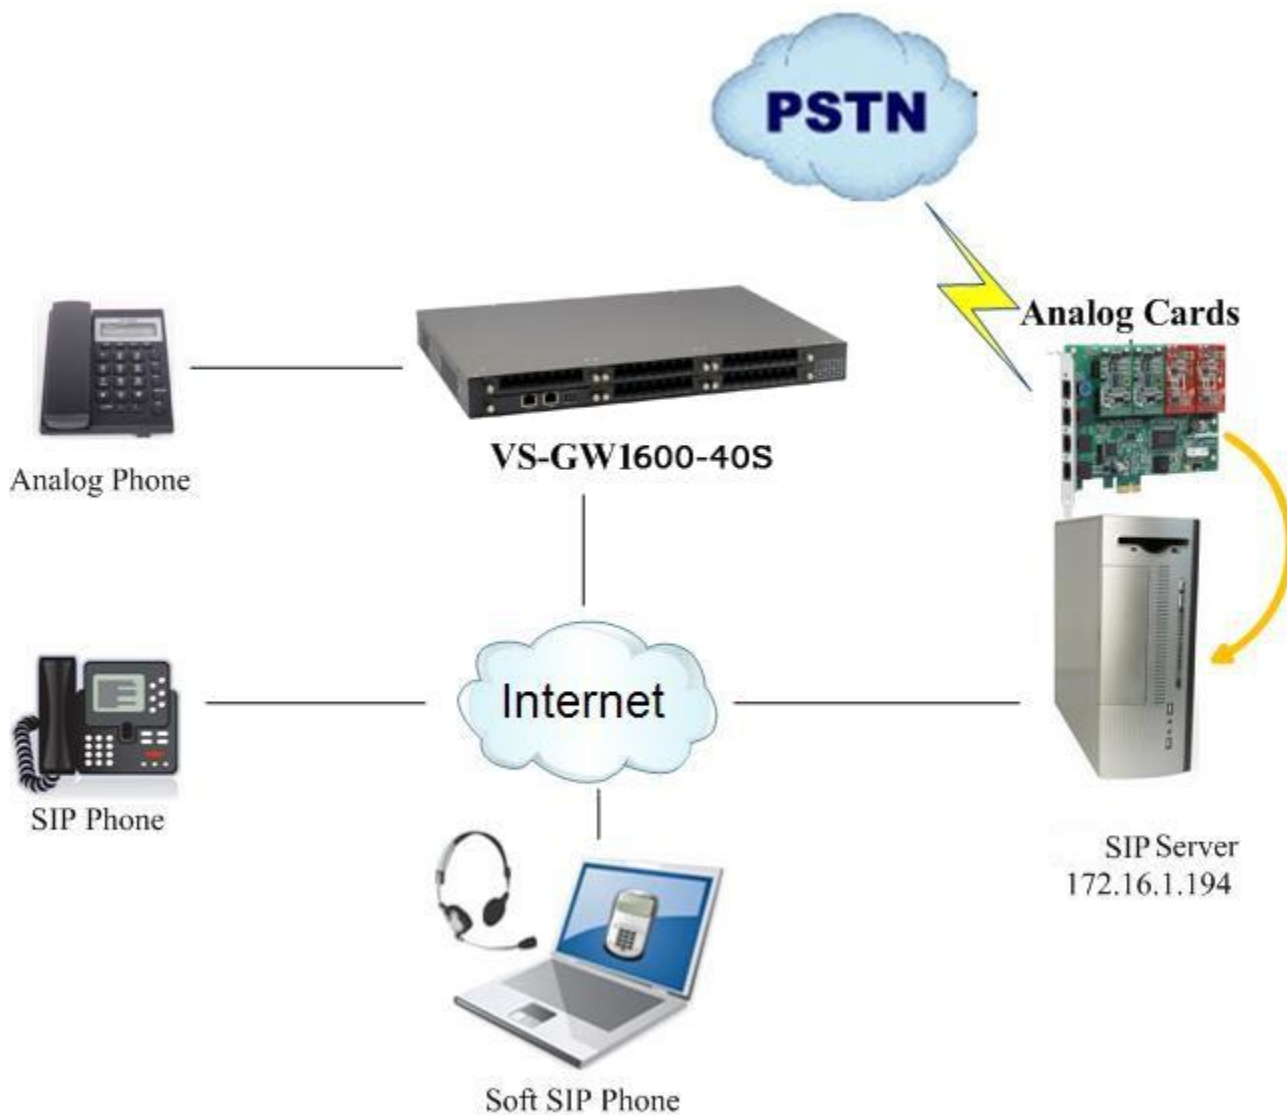 PSTN
Analog Cards
VS-GW1600-40S
Analog Phone
Internet
SIP Phone
SIP Server
172.16.1.194
Soft SIP Phone